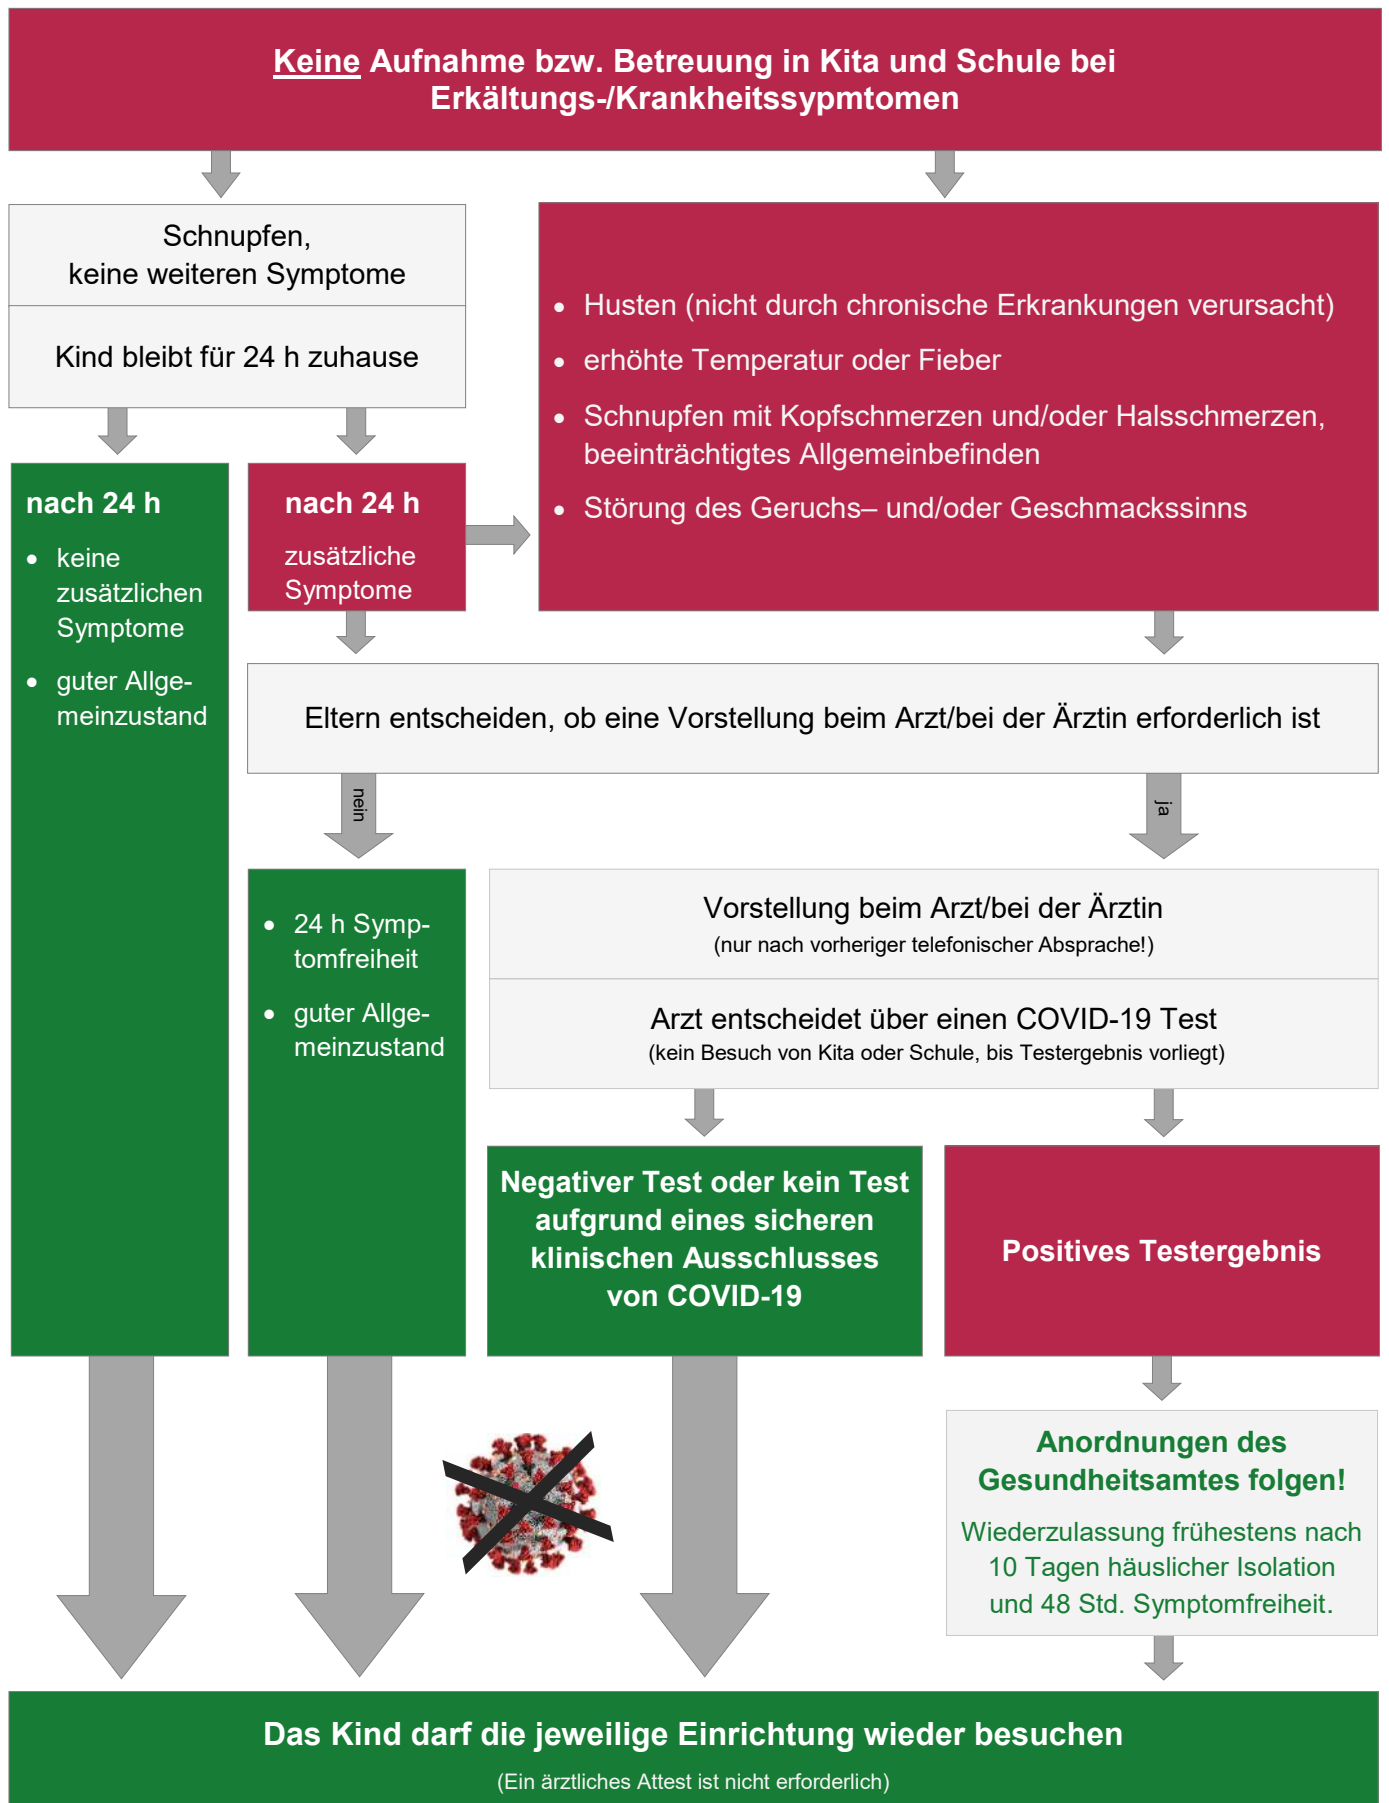 Keine Aufnahme bzw. Betreuung in Kita und Schule bei
Erkältungs-/Krankheitssypmtomen
Schnupfen,
keine weiteren Symptome
Kind bleibt für 24 h zuhause
• Husten (nicht durch chronische Erkrankungen verursacht)
• erhöhte Temperatur oder Fieber
• Schnupfen mit Kopfschmerzen und/oder Halsschmerzen,
beeinträchtigtes Allgemeinbefinden
• Störung des Geruchs– und/oder Geschmackssinns
nach 24 h
• keine
zusätzlichen
Symptome
• guter Allge-
meinzustand
nach 24 h
zusätzliche
Symptome
Eltern entscheiden, ob eine Vorstellung beim Arzt/bei der Ärztin erforderlich ist
nein
ja
• 24 h Symp-
tomfreiheit
• guter Allge-
meinzustand
Vorstellung beim Arzt/bei der Ärztin
(nur nach vorheriger telefonischer Absprache!)
Arzt entscheidet über einen COVID-19 Test
(kein Besuch von Kita oder Schule, bis Testergebnis vorliegt)
Negativer Test oder kein Test
aufgrund eines sicheren
klinischen Ausschlusses
von COVID-19
Positives Testergebnis
Anordnungen des
Gesundheitsamtes folgen!
Wiederzulassung frühestens nach
10 Tagen häuslicher Isolation
und 48 Std. Symptomfreiheit.
Das Kind darf die jeweilige Einrichtung wieder besuchen
(Ein ärztliches Attest ist nicht erforderlich)